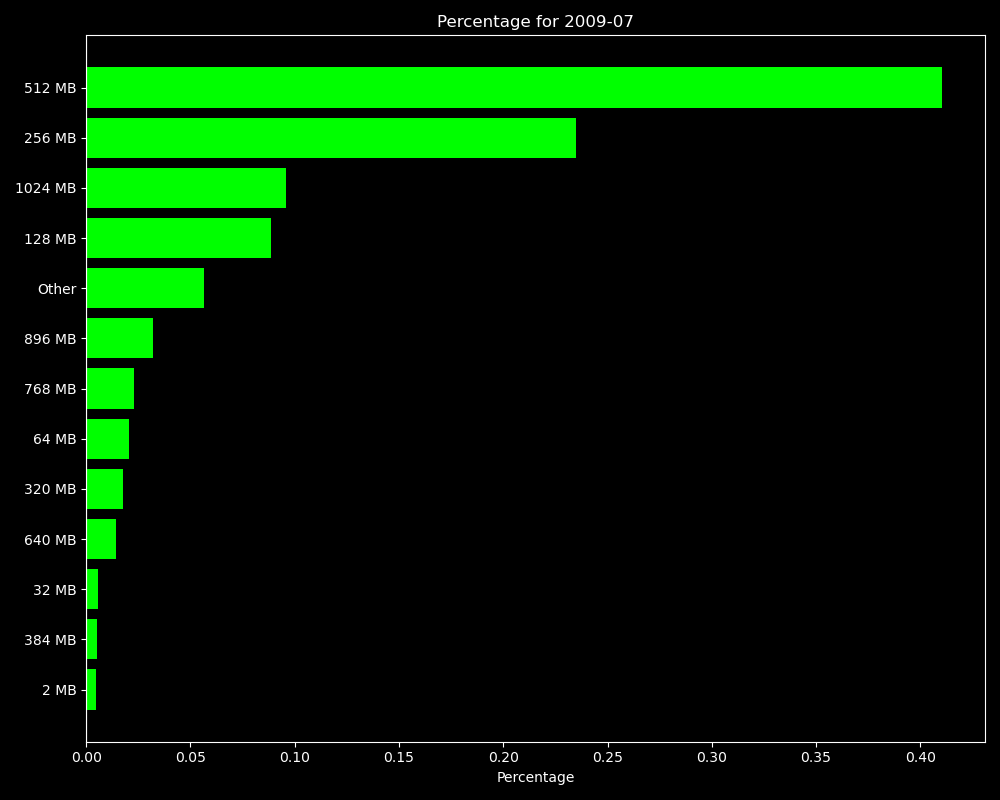 Percentage for 2009-07
512 MB
256 MB
1024 MB
128 MB
Other
896 MB
768 MB
64 MB
320 MB
640 MB
32 MB
384 MB
2 MB
0.00 0.05 0.10 0.15 0.20 0.25 0.30 0.35 0.40
Percentage